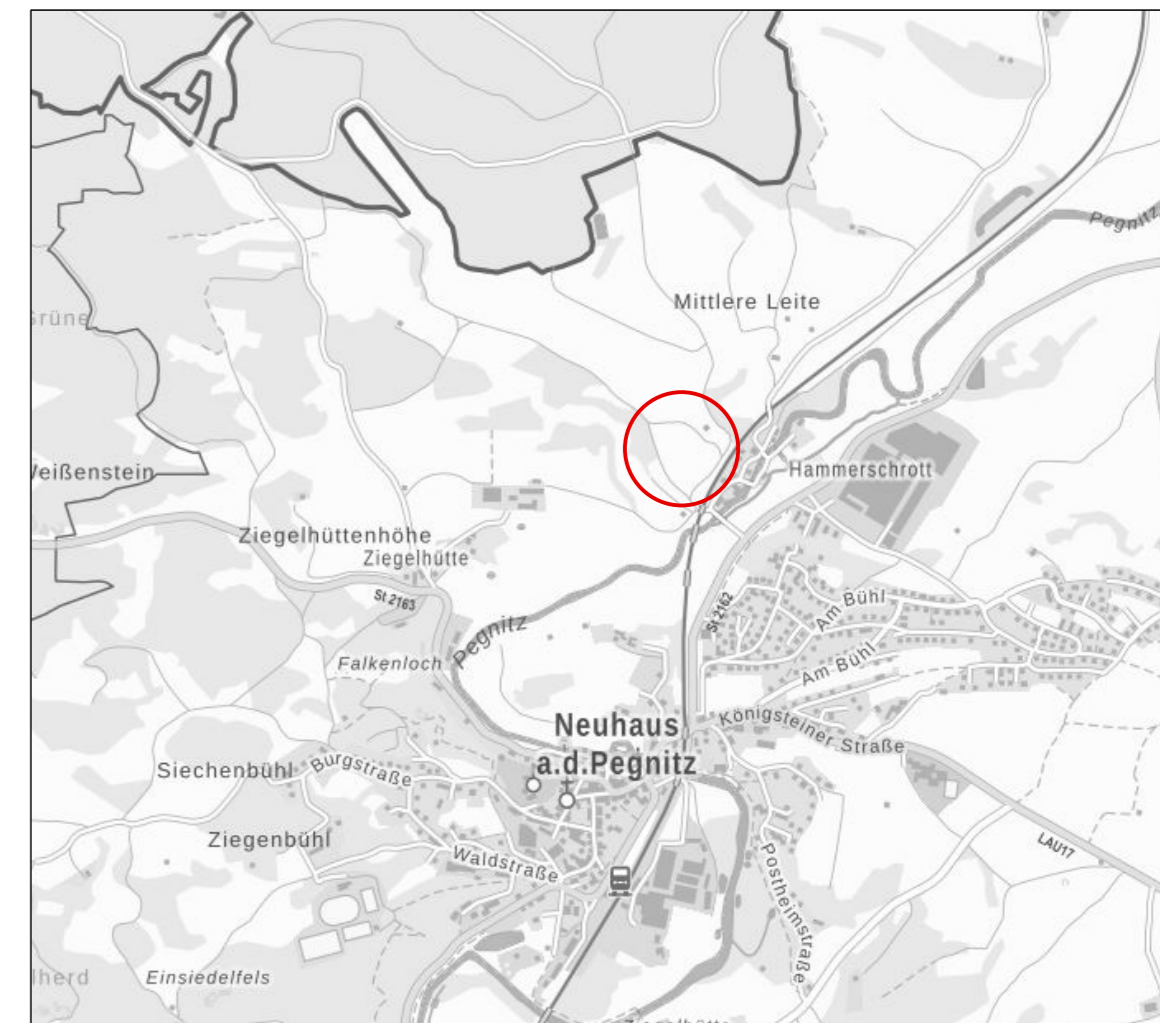 Pegnitz
Mittlere Leite
Weißenstein
Hammerschrott
Ziegelhüttenhöhe
Ziegelhütte
St 2163
St 2162
Am Bühl
Pegnitz
Falkenloch
Am Bühl
Neuhaus
a.d.Pegnitz
Königsteiner Straße
Siechenbühl
Burgstraße
Ziegenbühl
Waldstraße
LAU17
Postheimstraße
Einsiedelfels